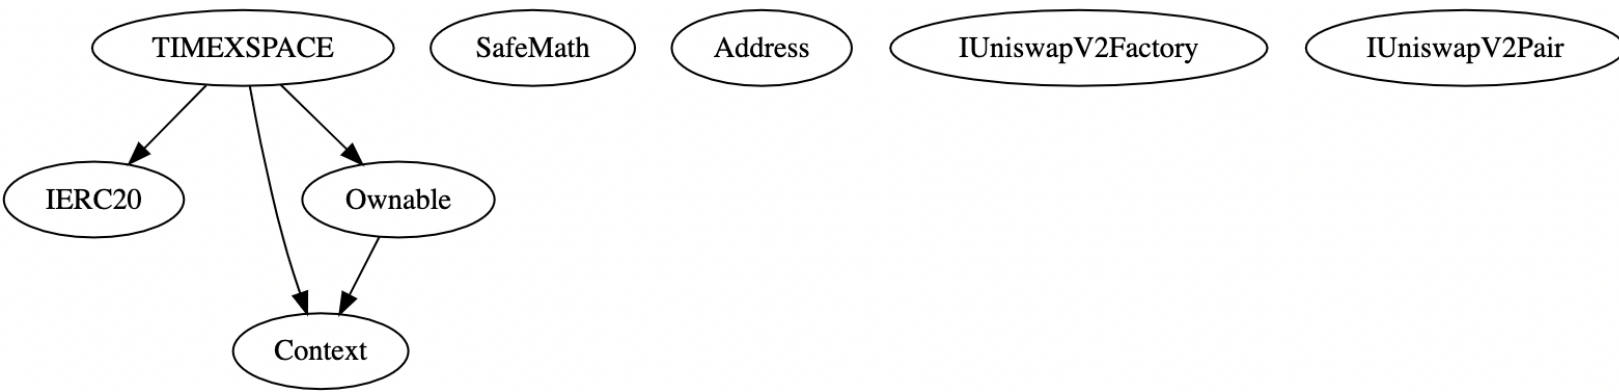 TIMEXSPACE
SafeMath
Address
IUniswapV2Factory
IUniswapV2Pair
IERC20
Ownable
Context